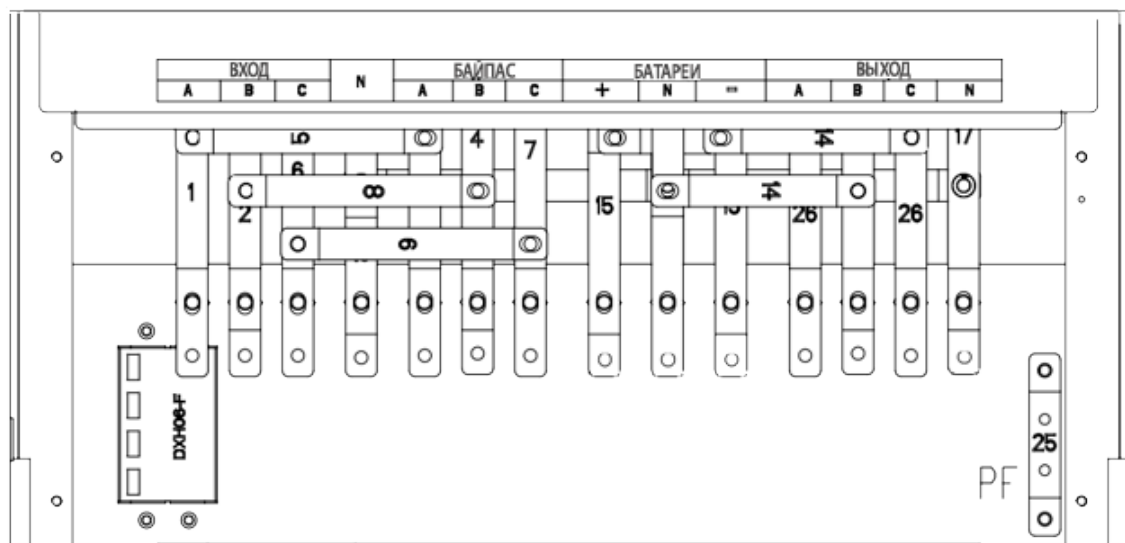 ВХОД N БАЙПАС БАТАРЕИ ВЫХОД
A B C A B C + N = A B C N
5 4 7 14 17
1 2 6 8 15 14 26 26
9
DXH06-F
25
PF